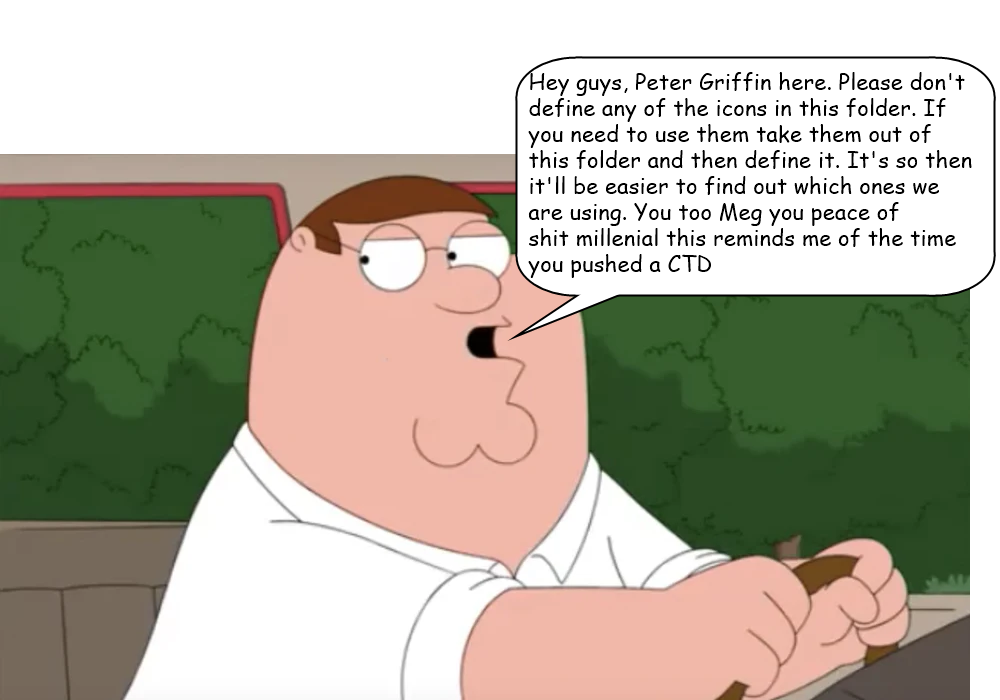 Hey guys, Peter Griffin here. Please don't
define any of the icons in this folder. If
you need to use them take them out of
this folder and then define it. It's so then
it'll be easier to find out which ones we
are using. You too Meg you peace of
shit millenial this reminds me of the time
you pushed a CTD